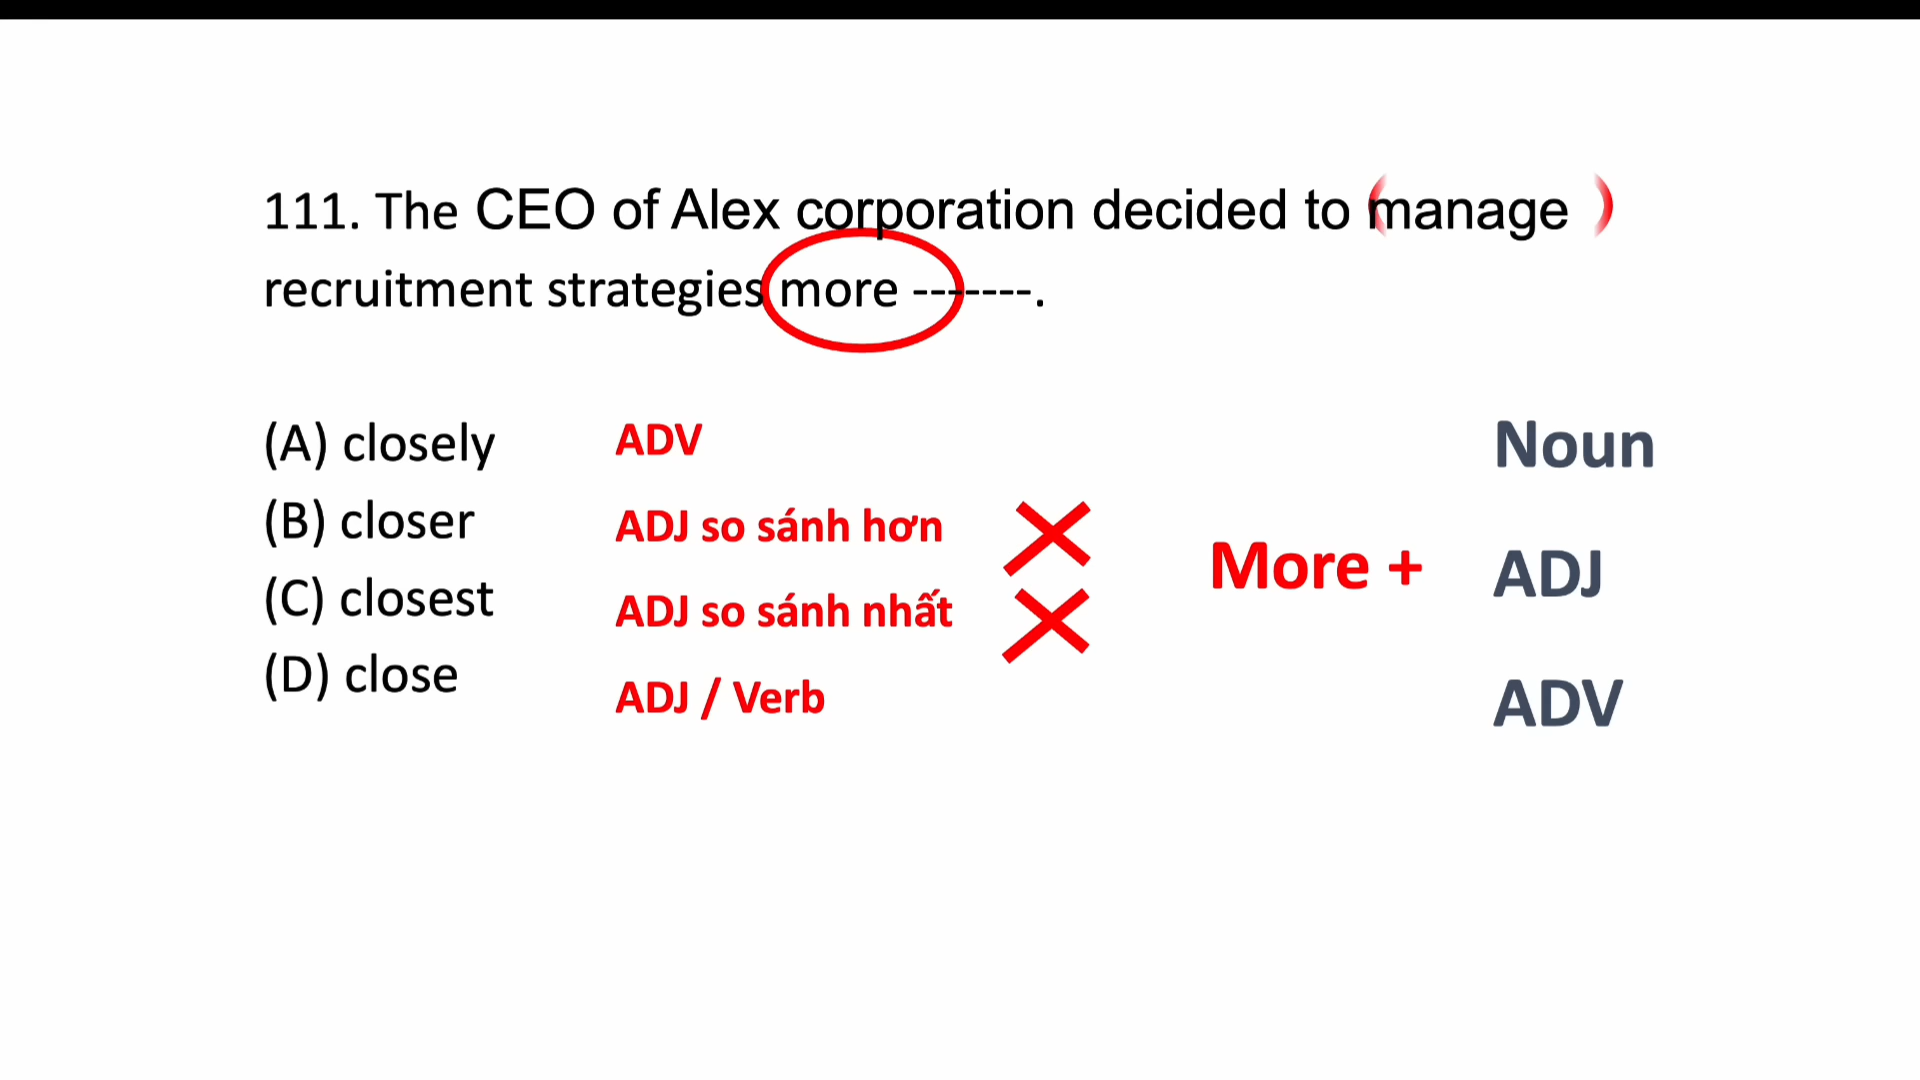 111. The CEO of Alex corporation decided to (manage )
recruitment strategies more -------.
(A) closely ADV
(B) closer ADJ so sánh hơn
(C) closest ADJ so sánh nhất
(D) close ADJ / Verb
More +
Noun
ADJ
ADV